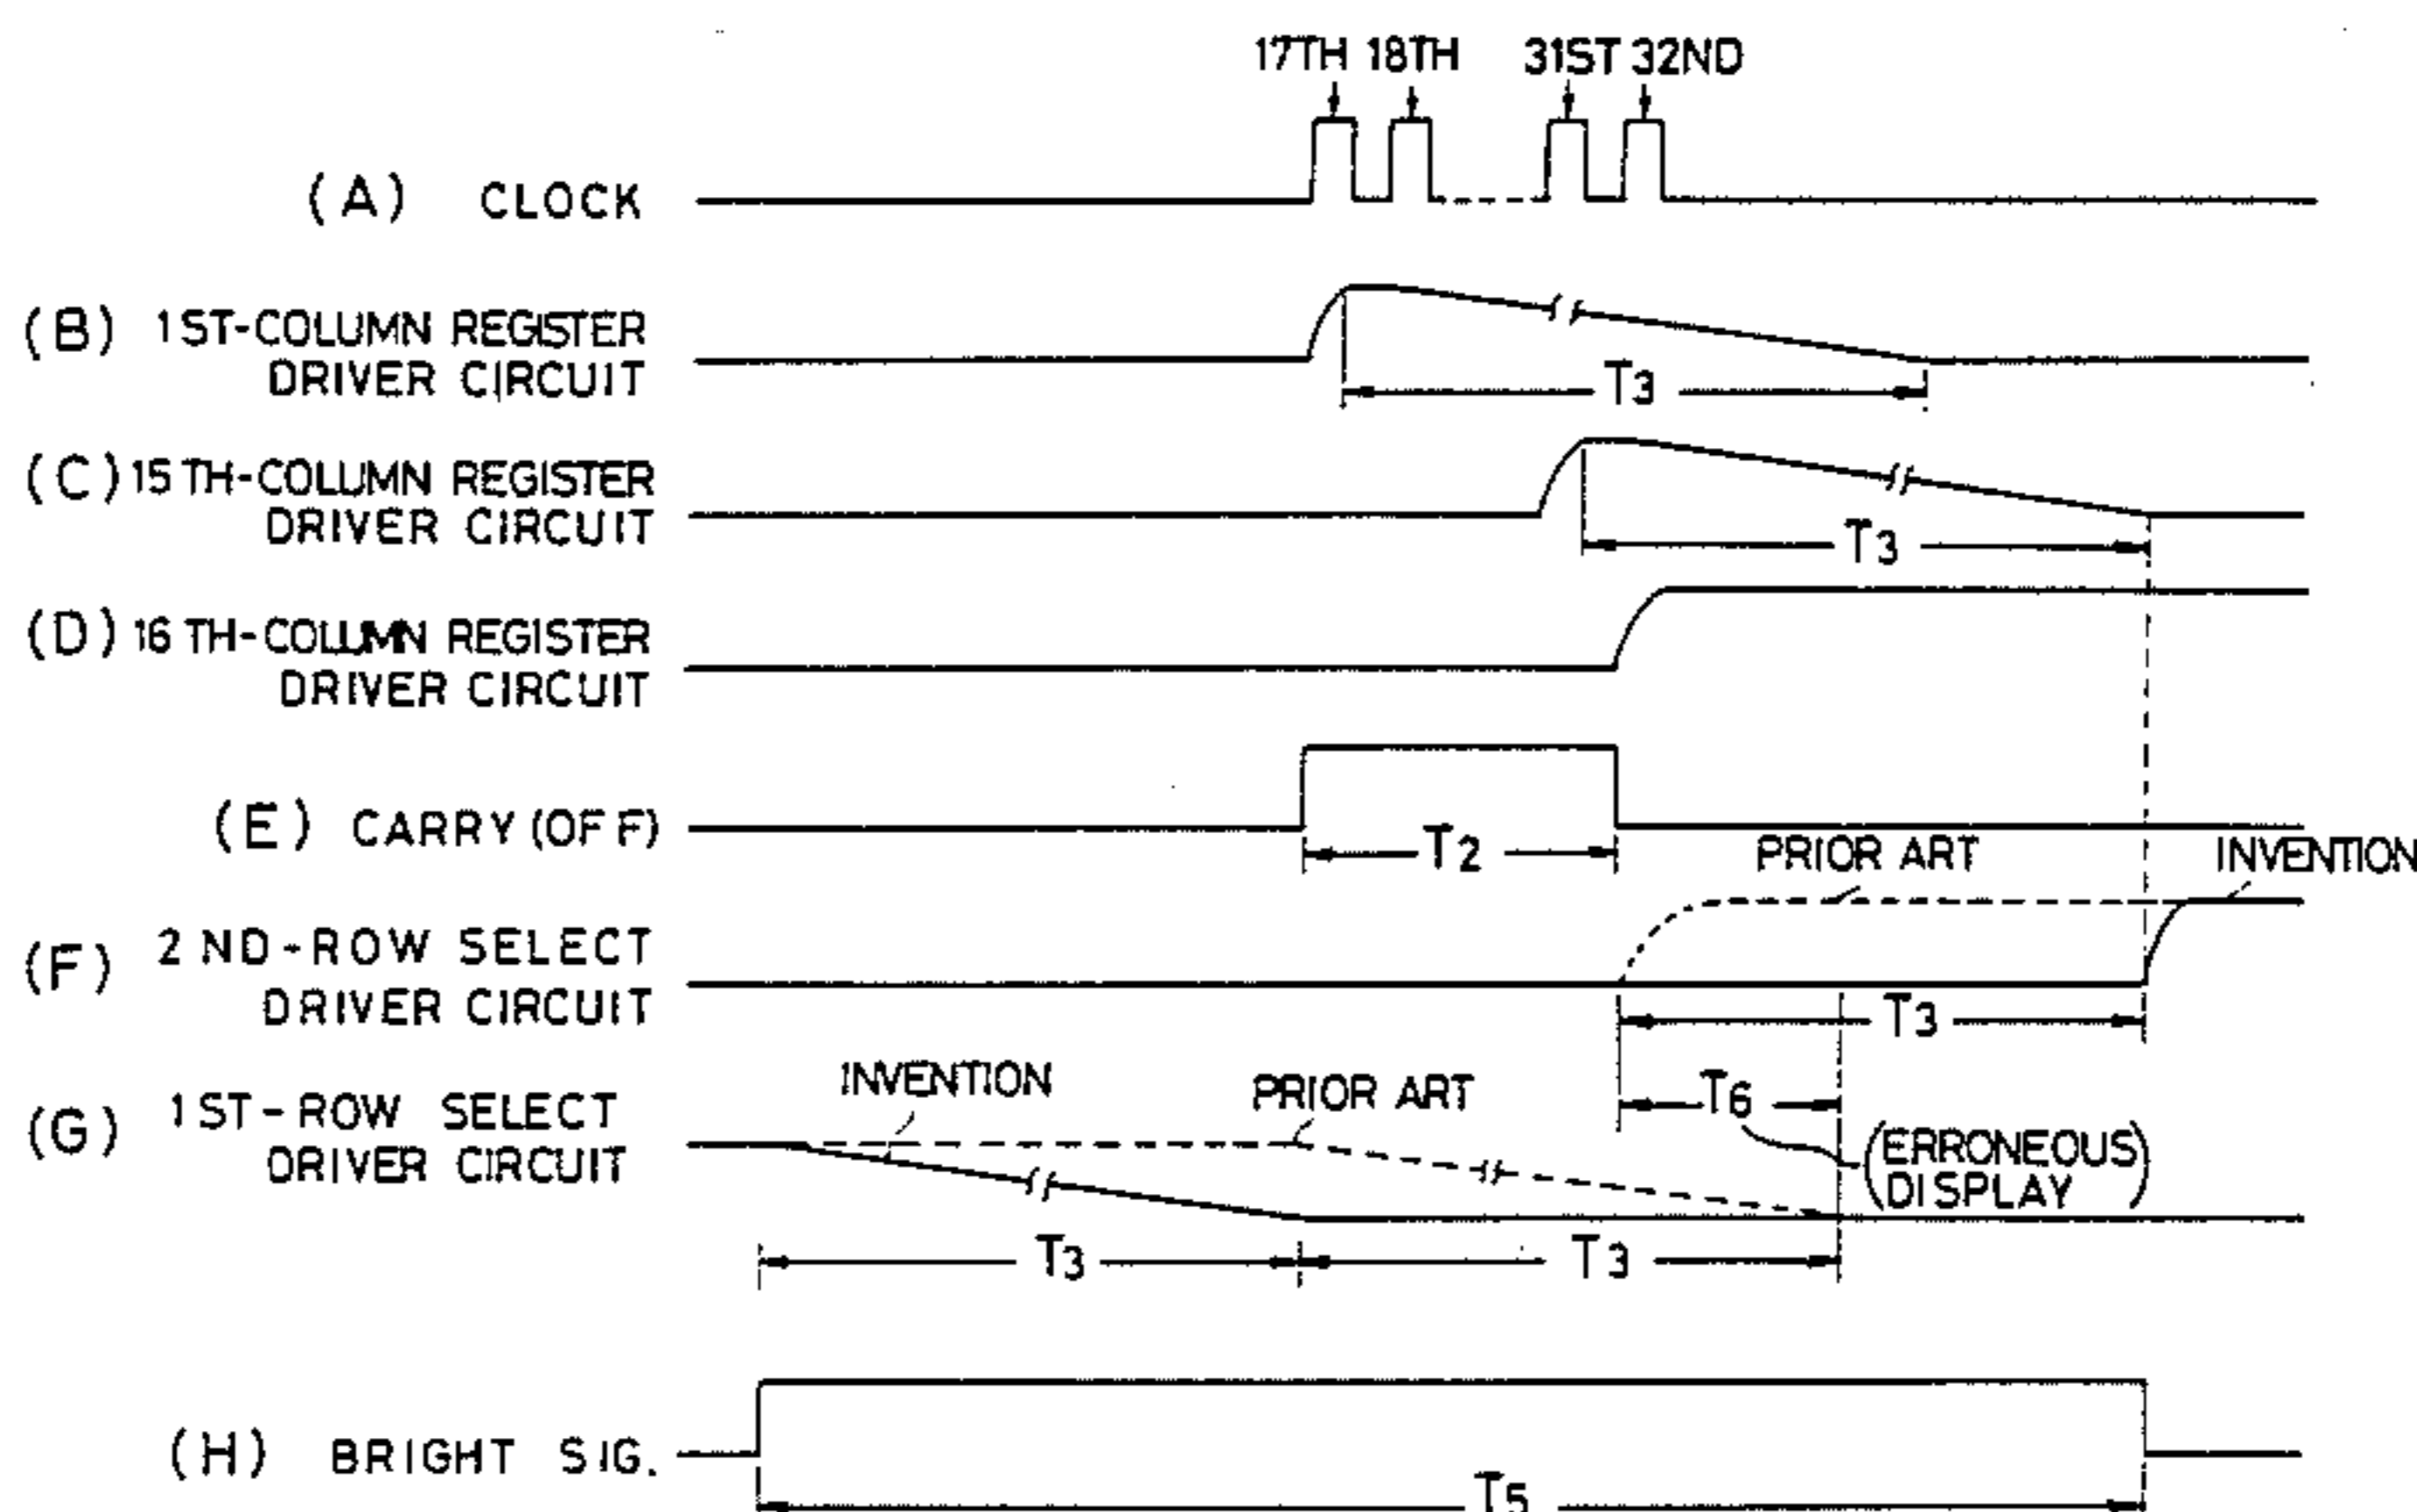 17TH 18TH 31ST 32ND
(A) CLOCK
(B) 1ST-COLUMN REGISTER
DRIVER CIRCUIT
T3
(C) 15TH-COLUMN REGISTER
DRIVER CIRCUIT
T3
(D) 16TH-COLUMN REGISTER
DRIVER CIRCUIT
(E) CARRY (OFF)
T2
PRIOR ART INVENTION
(F) 2ND-ROW SELECT
DRIVER CIRCUIT
T3
INVENTION PRIOR ART T6
(G) 1ST-ROW SELECT
DRIVER CIRCUIT
(ERRONEOUS
DISPLAY)
T3 T3
(H) BRIGHT SIG.
T5